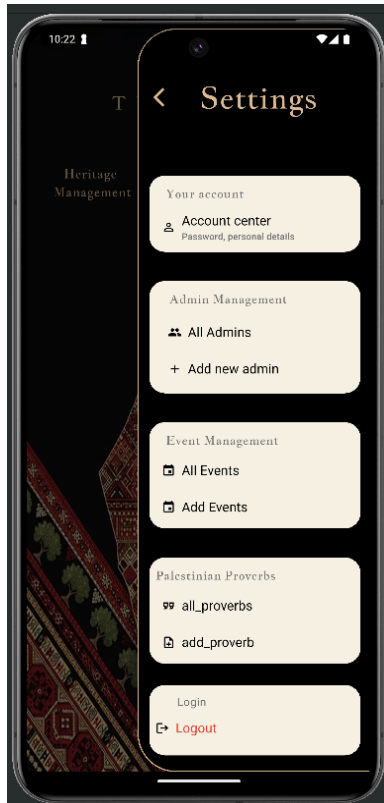 10:22
T
Settings
Heritage
Management
Your account
Account center
Password, personal details
Admin Management
All Admins
+ Add new admin
Event Management
All Events
Add Events
Palestinian Proverbs
all_proverbs
add_proverb
Login
Logout